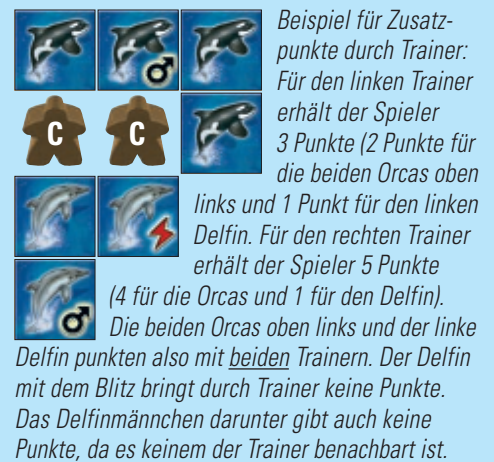 Beispiel für Zusatz-
punkte durch Trainer:
Für den linken Trainer
erhält der Spieler
3 Punkte (2 Punkte für
die beiden Orcas oben
links und 1 Punkt für den linken
Delfin. Für den rechten Trainer
erhält der Spieler 5 Punkte
(4 für die Orcas und 1 für den Delfin).
Die beiden Orcas oben links und der linke
Delfin punkten also mit beiden Trainern. Der Delfin
mit dem Blitz bringt durch Trainer keine Punkte.
Das Delfinmännchen darunter gibt auch keine
Punkte, da es keinem der Trainer benachbart ist.
C C